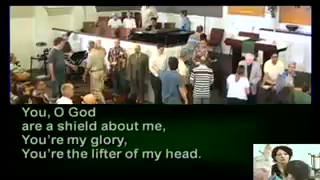 You, O God
are a shield about me,
You're my glory,
You're the lifter of my head.